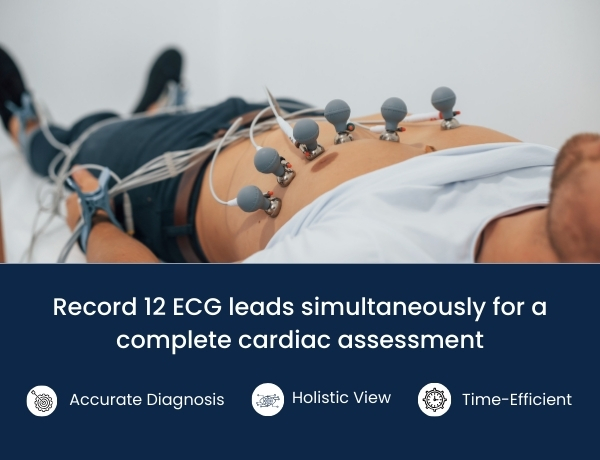 Record 12 ECG leads simultaneously for a
complete cardiac assessment
Accurate Diagnosis
Holistic View
Time-Efficient